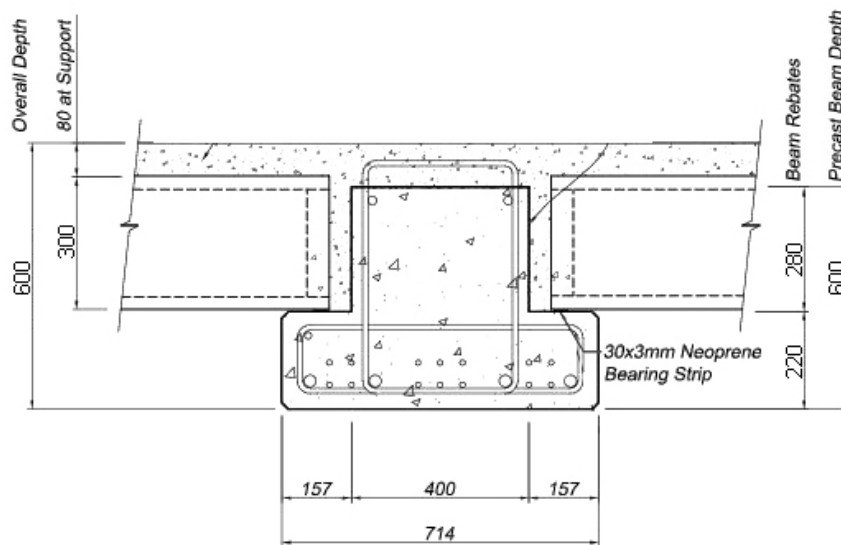 Overall Depth
80 at Support
Beam Rebates
Precast Beam Depth
600
300
280
600
220
30x3mm Neoprene
Bearing Strip
157
400
157
714